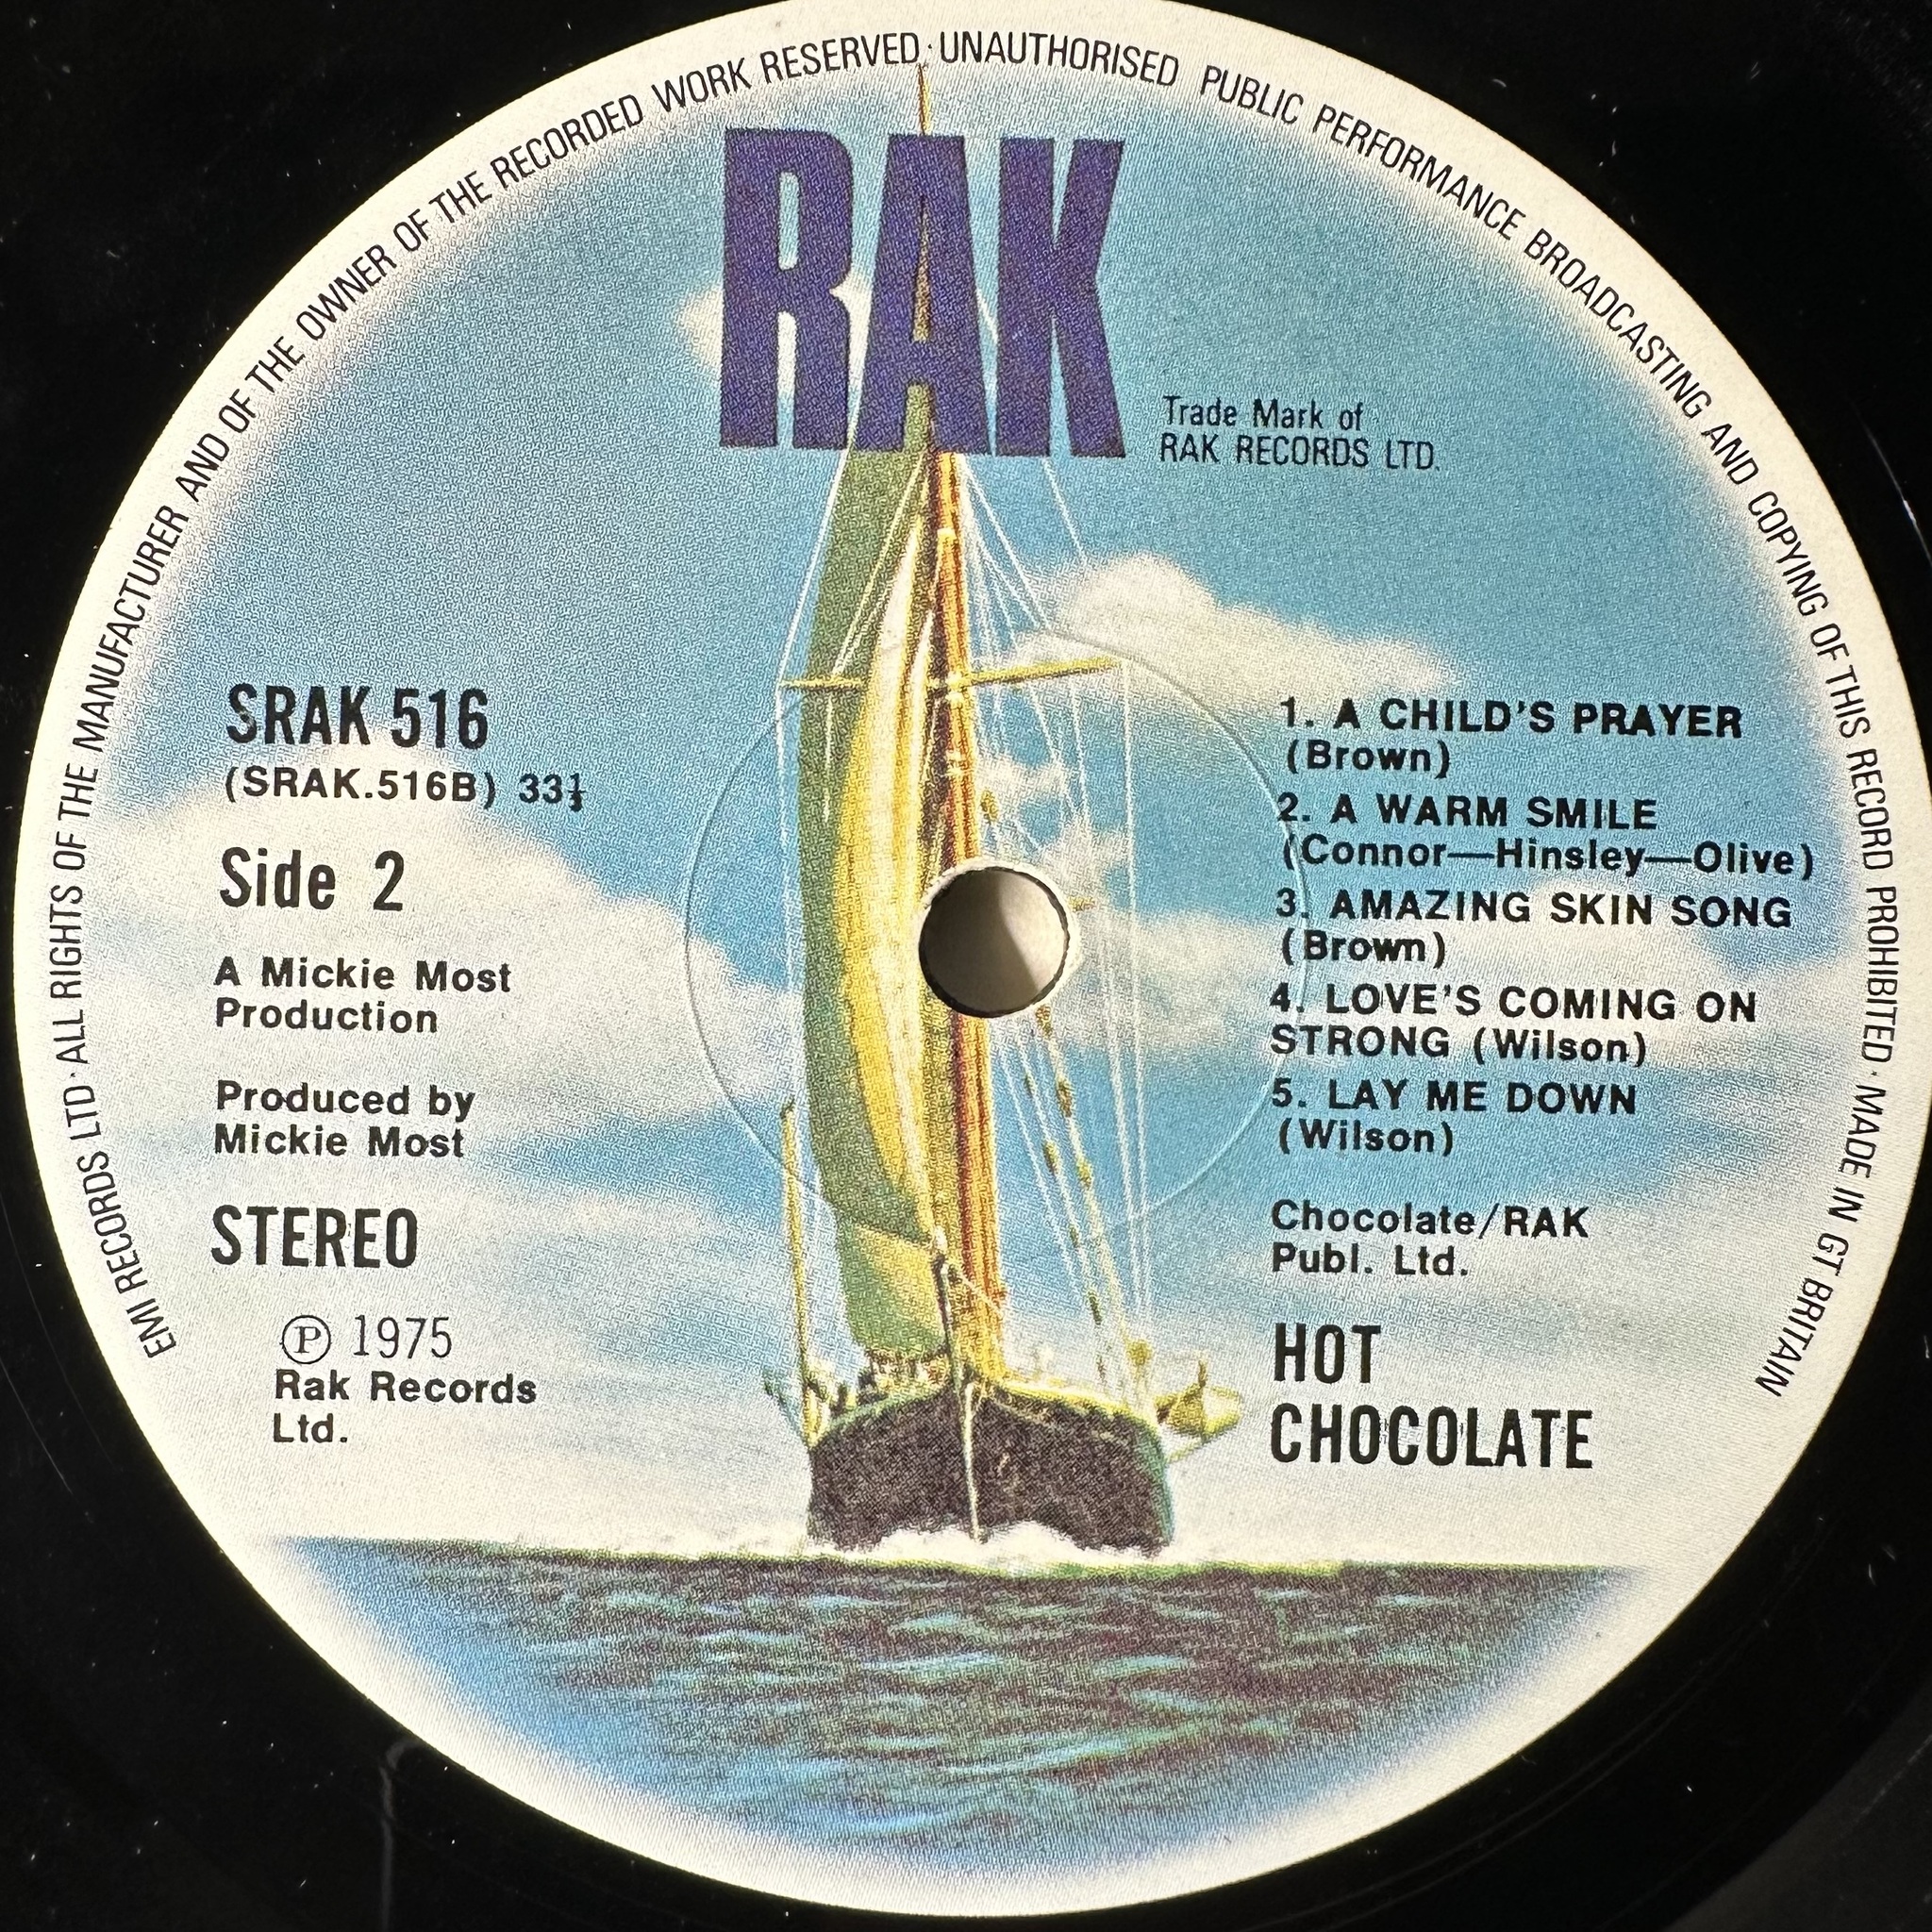 EMI RECORDS LTD · ALL RIGHTS OF THE MANUFACTURER AND OF THE OWNER OF THE RECORDED WORK RESERVED · UNAUTHORISED PUBLIC PERFORMANCE BROADCASTING AND COPYING OF THIS RECORD PROHIBITED · MADE IN GT BRITAIN
RAK
Trade Mark of
RAK RECORDS LTD.
SRAK 516
(SRAK.516B) 33⅓
Side 2
A Mickie Most
Production
Produced by
Mickie Most
STEREO
Ⓟ 1975
Rak Records
Ltd.
1. A CHILD'S PRAYER
(Brown)
2. A WARM SMILE
(Connor—Hinsley—Olive)
3. AMAZING SKIN SONG
(Brown)
4. LOVE'S COMING ON
STRONG (Wilson)
5. LAY ME DOWN
(Wilson)
Chocolate/RAK
Publ. Ltd.
HOT
CHOCOLATE